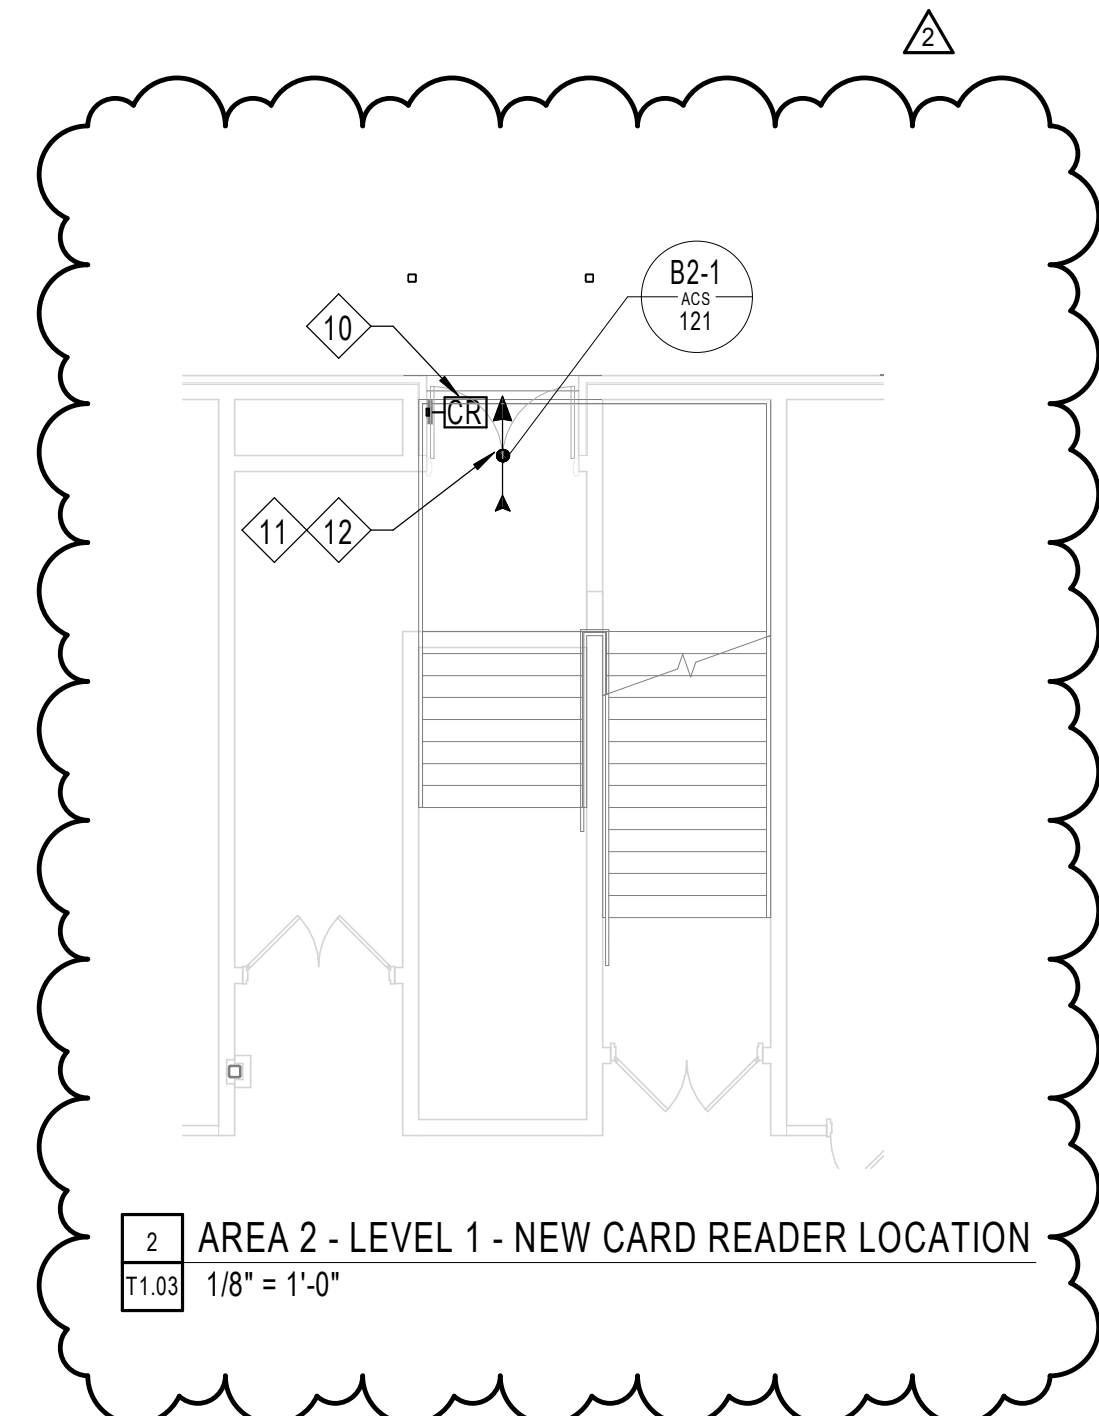 2
B2-1
ACS
121
10
CR
11
12
2
AREA 2 - LEVEL 1 - NEW CARD READER LOCATION
T1.03
1/8" = 1'-0"